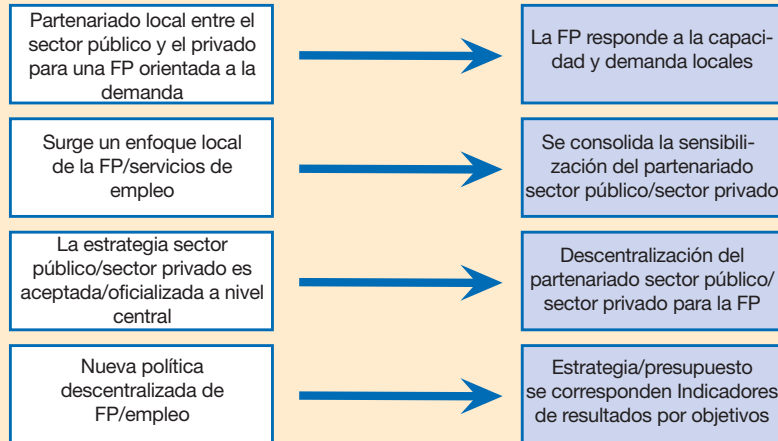 Partenariado local entre el
sector público y el privado
para una FP orientada a la
demanda
La FP responde a la capaci-
dad y demanda locales
Surge un enfoque local
de la FP/servicios de
empleo
Se consolida la sensibili-
zación del partenariado
sector público/sector privado
La estrategia sector
público/sector privado es
aceptada/oficializada a nivel
central
Descentralización del
partenariado sector público/
sector privado para la FP
Nueva política
descentralizada de
FP/empleo
Estrategia/presupuesto
se corresponden Indicadores
de resultados por objetivos